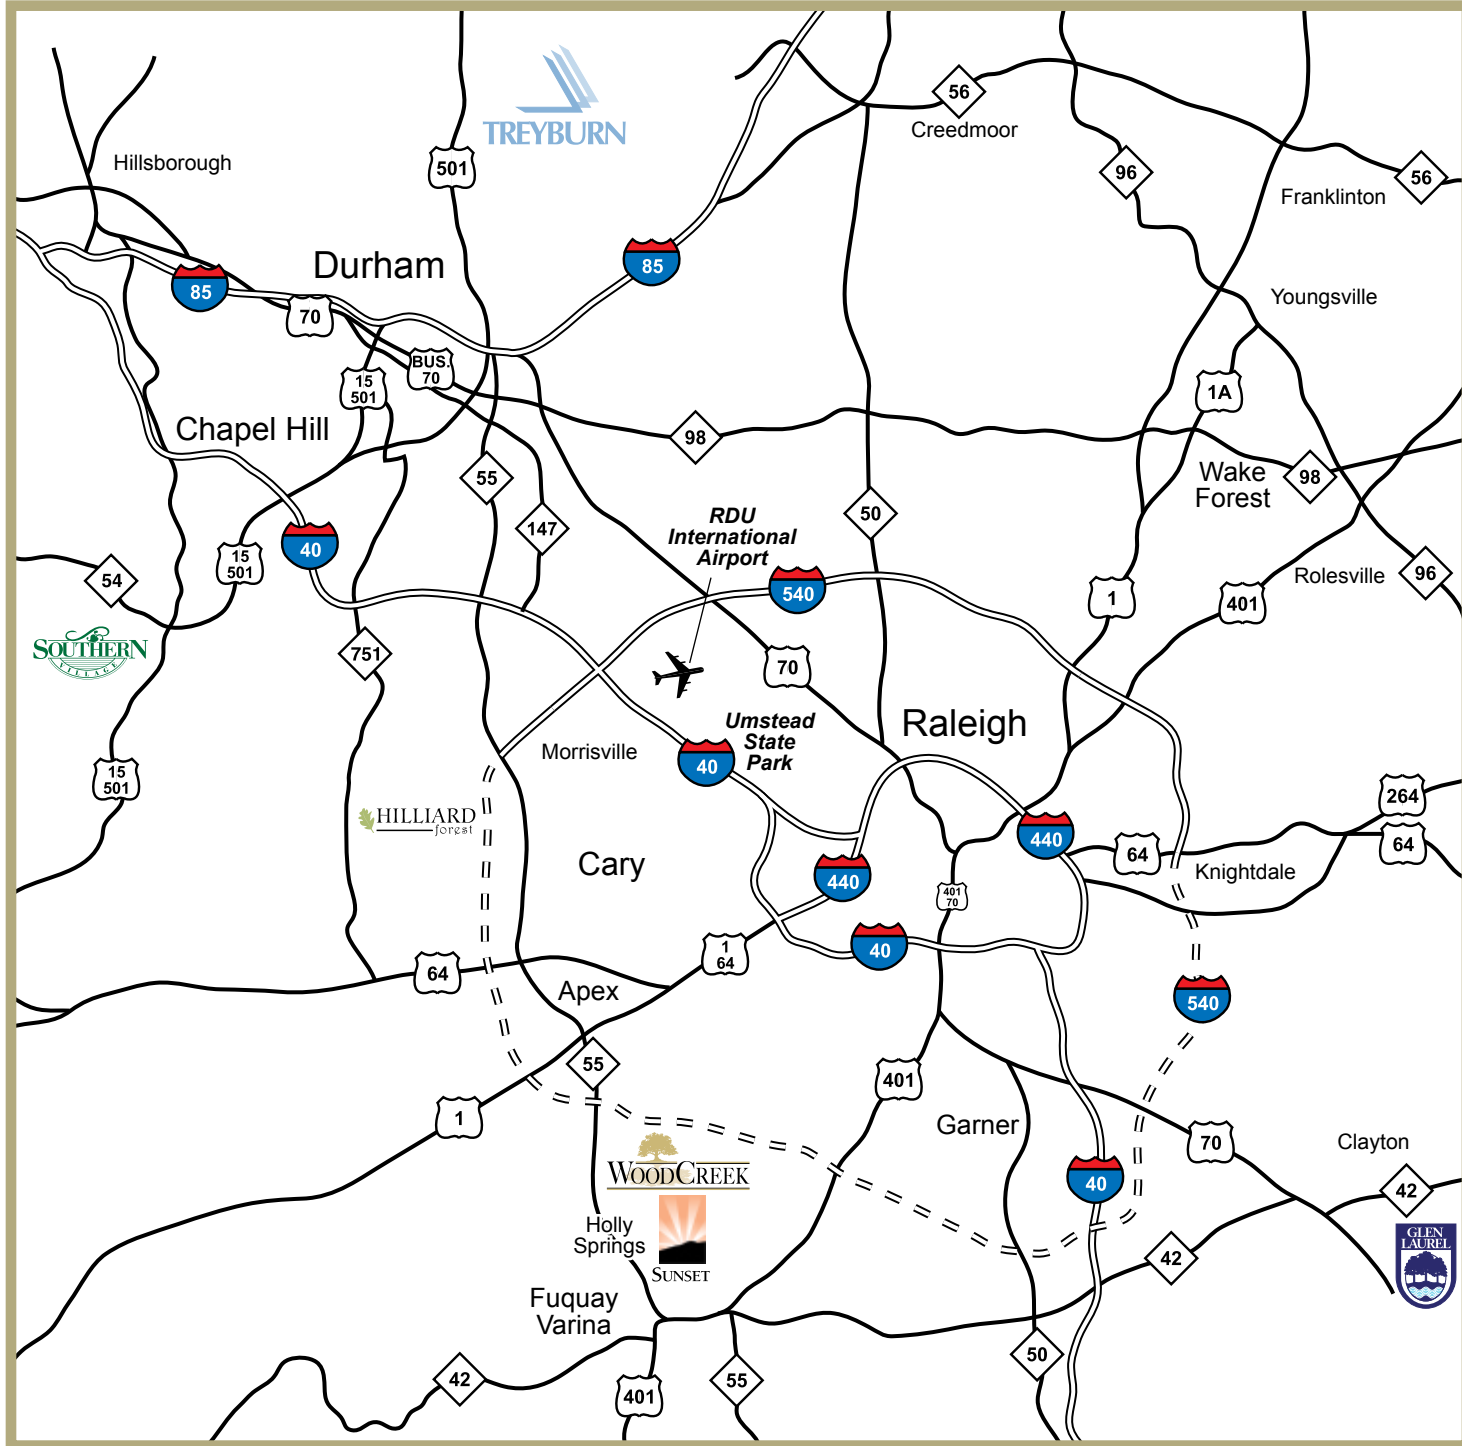 TREYBURN
56
Creedmoor
501
Hillsborough
96
56
Franklinton
Durham
85
85
70
Youngsville
BUS.
70
15
501
1A
Chapel Hill
98
Wake
Forest
98
55
50
147
RDU
International
Airport
40
15
501
54
540
1
401
Rolesville
96
SOUTHERN
VILLAGE
751
70
Umstead
State
Park
Raleigh
Morrisville
40
15
501
HILLIARD
forest
264
440
64
64
Cary
440
Knightdale
401
70
1
64
40
64
Apex
540
55
401
1
Garner
70
Clayton
WOODCREEK
40
42
Holly
Springs
SUNSET
42
GLEN
LAUREL
Fuquay
Varina
50
42
401
55